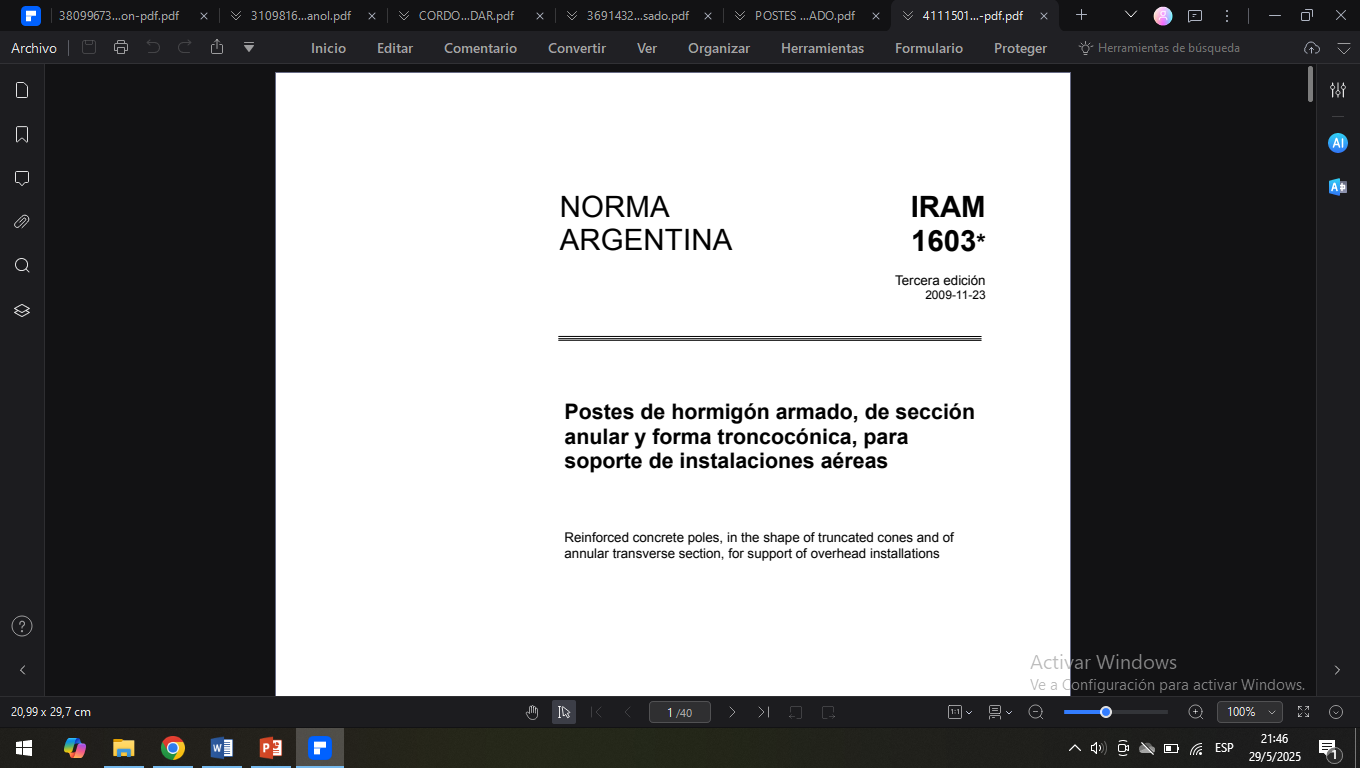 38099673...on-pdf.pdf
3109816...anol.pdf
CORDO...DAR.pdf
3691432...sado.pdf
POSTES ...ADO.pdf
4111501...-pdf.pdf
Archivo
Inicio
Editar
Comentario
Convertir
Ver
Organizar
Herramientas
Formulario
Proteger
Herramientas de búsqueda
AI
NORMA
ARGENTINA
IRAM
1603*
Tercera edición
2009-11-23
Postes de hormigón armado, de sección
anular y forma troncocónica, para
soporte de instalaciones aéreas
Reinforced concrete poles, in the shape of truncated cones and of
annular transverse section, for support of overhead installations
Activar Windows
Ve a Configuración para activar Windows.
20,99 x 29,7 cm
1 /40
1:1
100%
ESP
21:46
29/5/2025
1